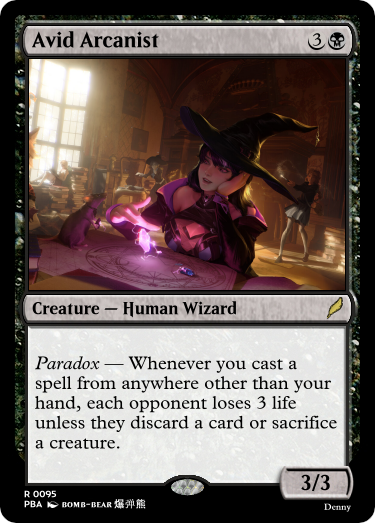 Avid Arcanist 3
Creature — Human Wizard
Paradox — Whenever you cast a
spell from anywhere other than your
hand, each opponent loses 3 life
unless they discard a card or sacrifice
a creature.
3/3
R 0095
PBA BOMB-BEAR 爆弹熊
Denny